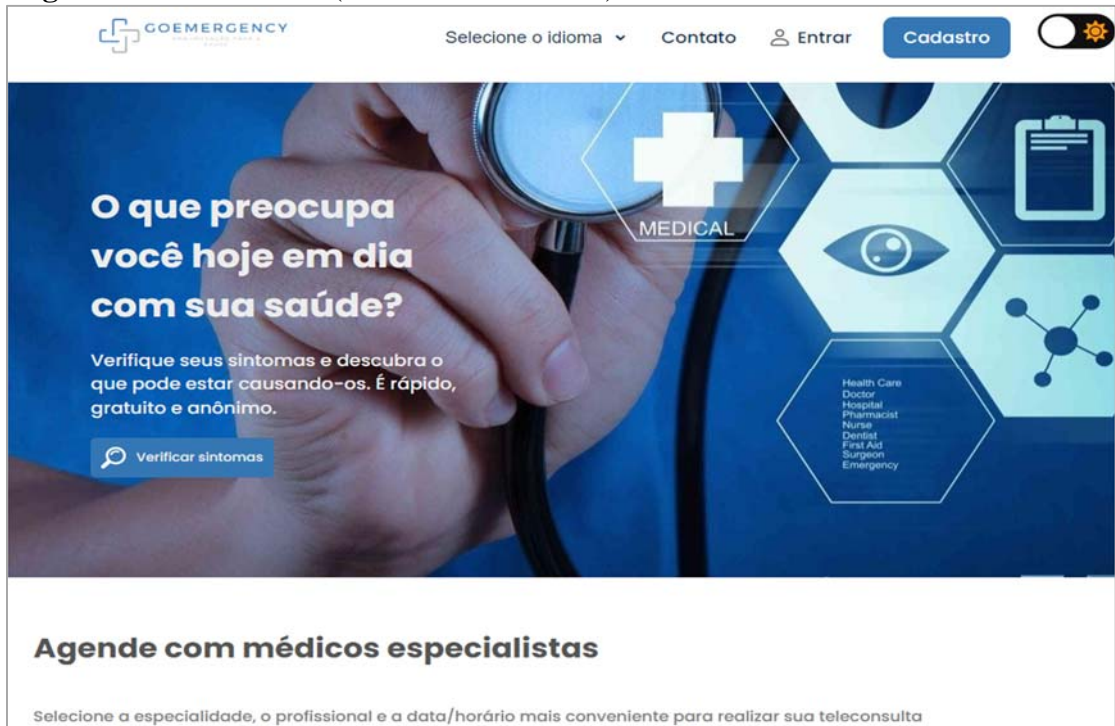 GOEMERGENCY
Selecione o idioma
Contato
Entrar
Cadastro
MEDICAL
O que preocupa
você hoje em dia
com sua saúde?
Verifique seus sintomas e descubra o
que pode estar causando-os. É rápido,
gratuito e anônimo.
Verificar sintomas
Health Care
Doctor
Hospital
Pharmacist
Nurse
Dentist
First Aid
Surgeon
Emergency
Agende com médicos especialistas
Selecione a especialidade, o profissional e a data/horário mais conveniente para realizar sua teleconsulta